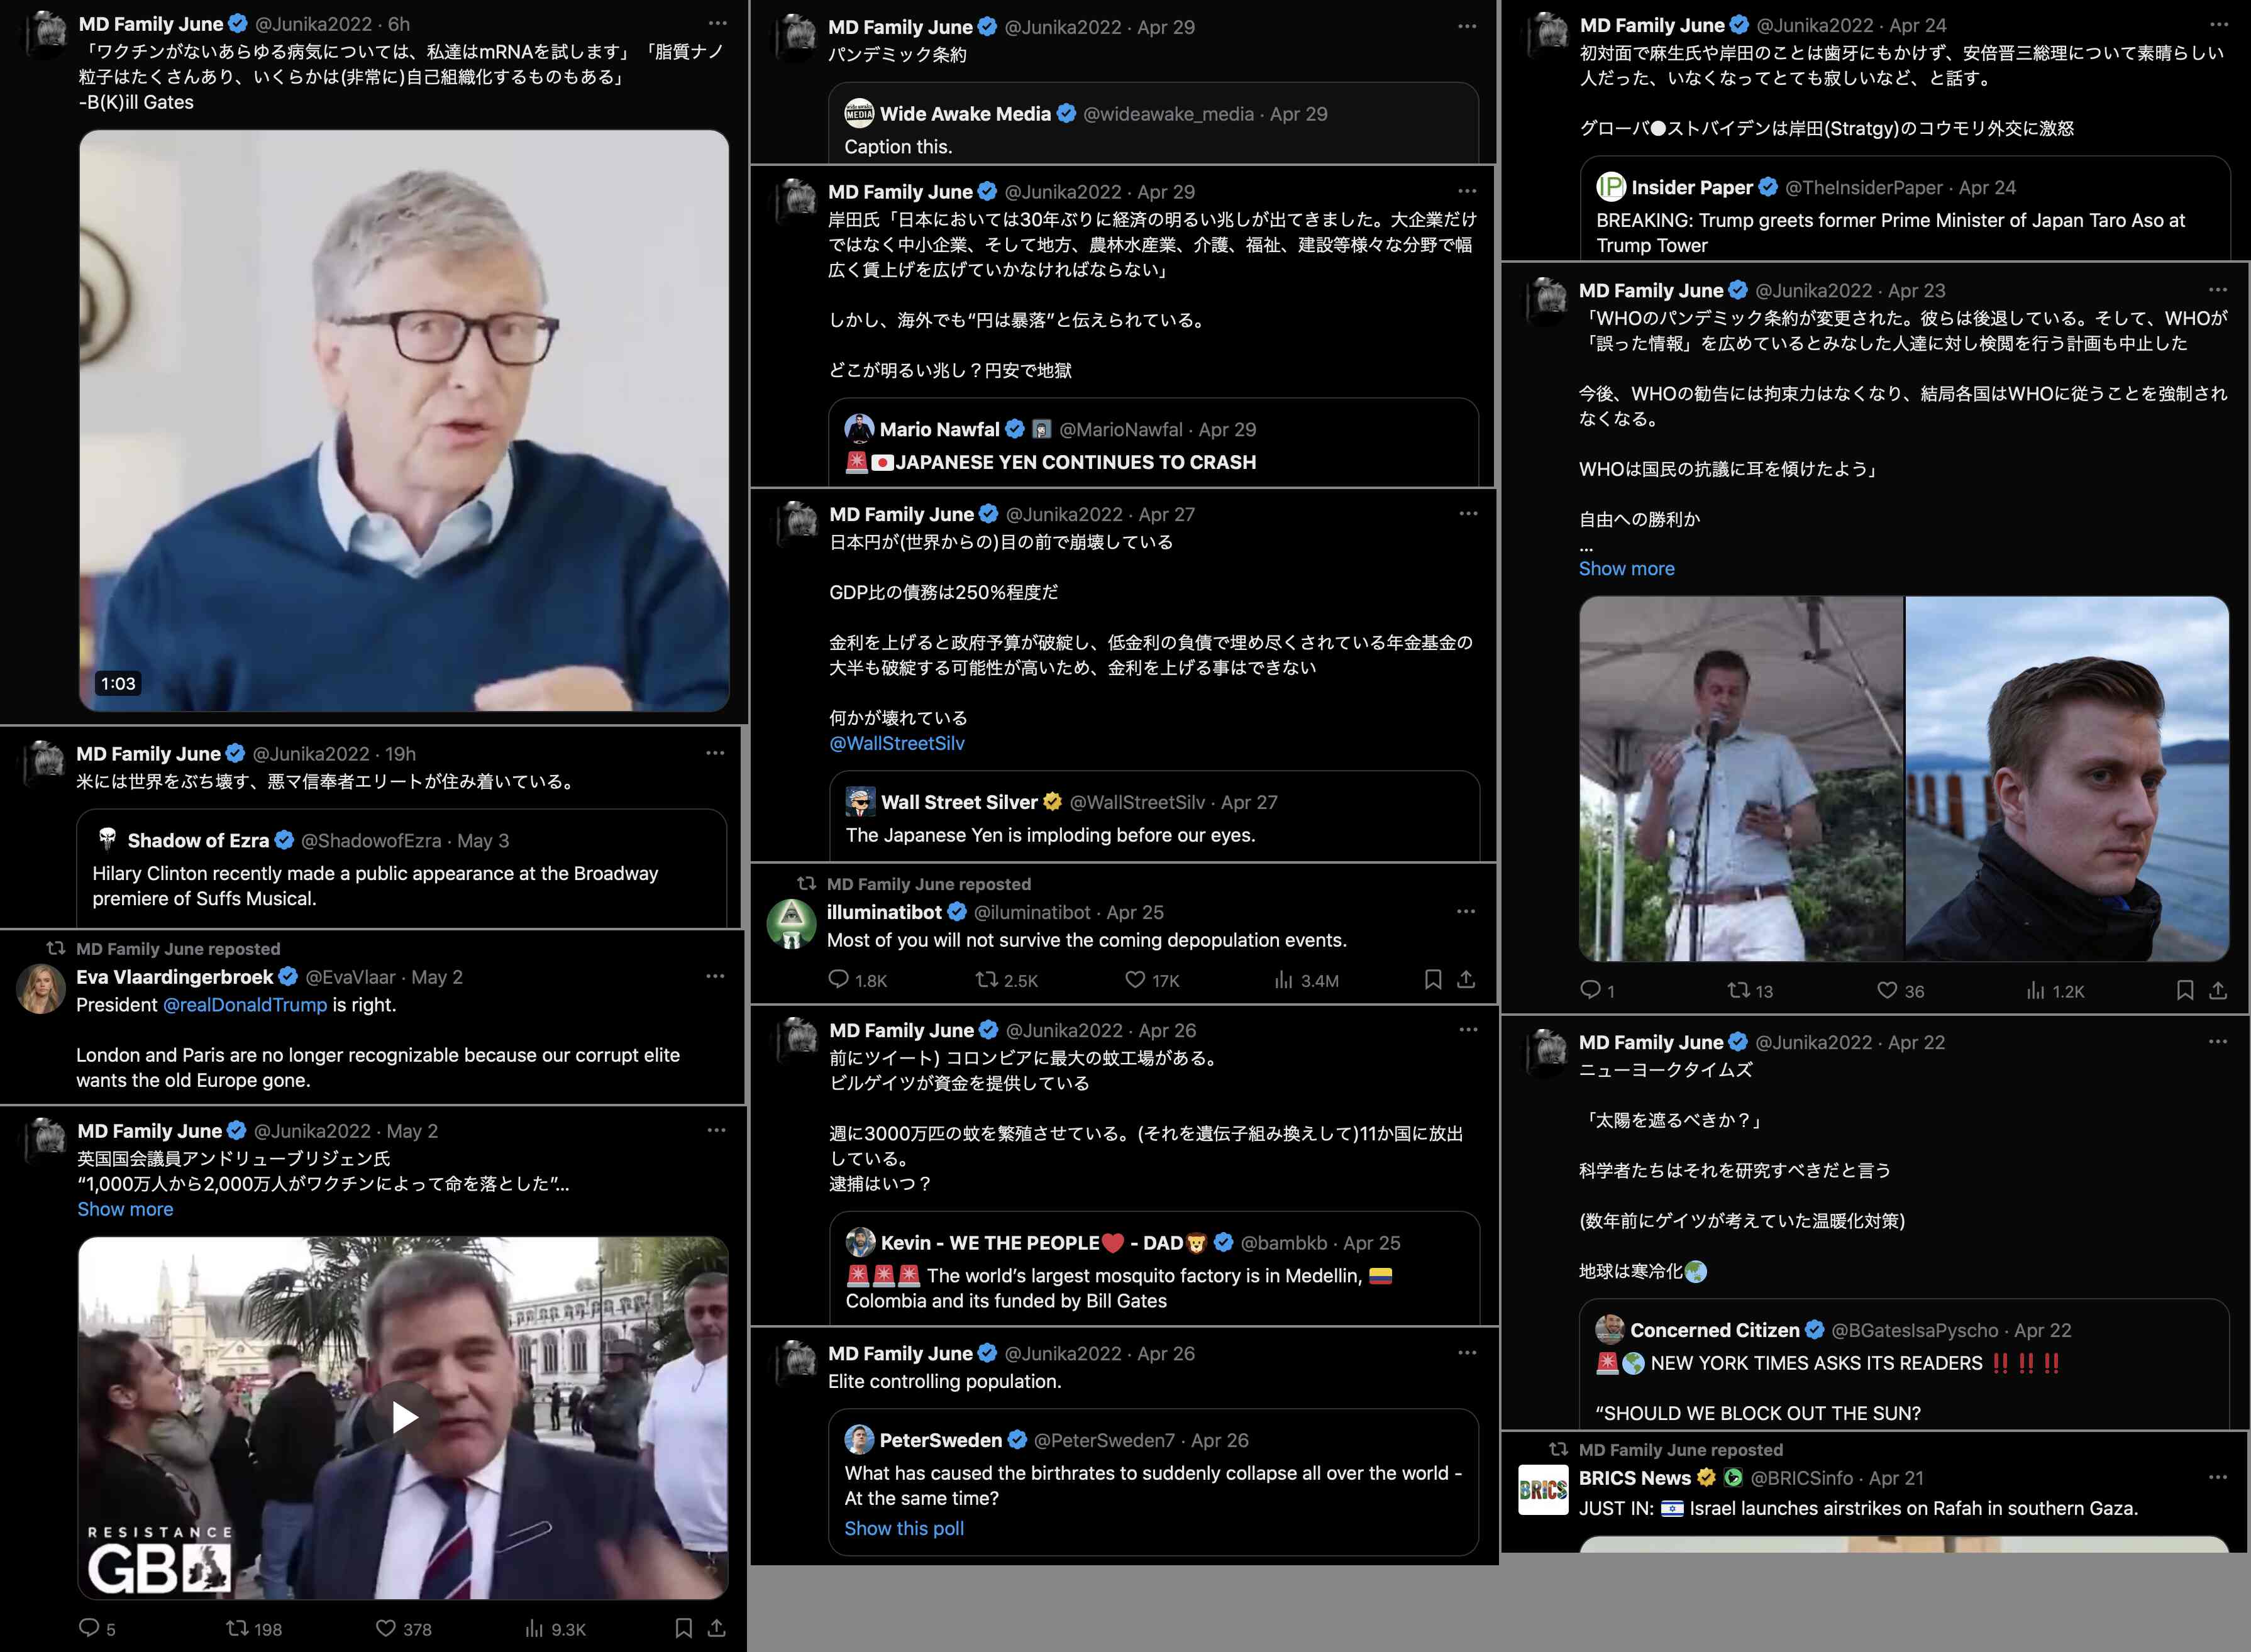 MD Family June @Junika2022 · 6h
「ワクチンがないあらゆる病気については、私達はmRNAを試します」「脂質ナノ
粒子はたくさんあり、いくらかは(非常に)自己組織化するものもある」
-B(K)ill Gates
1:03
MD Family June @Junika2022 · 19h
米には世界をぶち壊す、悪マ信奉者エリートが住み着いている。
Shadow of Ezra @ShadowofEzra · May 3
Hilary Clinton recently made a public appearance at the Broadway
premiere of Suffs Musical.
MD Family June reposted
Eva Vlaardingerbroek @EvaVlaar · May 2
President @realDonaldTrump is right.
London and Paris are no longer recognizable because our corrupt elite
wants the old Europe gone.
MD Family June @Junika2022 · May 2
英国国会議員アンドリューブリジェン氏
“1,000万人から2,000万人がワクチンによって命を落とした”...
Show more
RESISTANCE
GB
5 198 378 9.3K
MD Family June @Junika2022 · Apr 29
パンデミック条約
WIDE AWAKE MEDIA
Wide Awake Media @wideawake_media · Apr 29
Caption this.
MD Family June @Junika2022 · Apr 29
岸田氏「日本においては30年ぶりに経済の明るい兆しが出てきました。大企業だけ
ではなく中小企業、そして地方、農林水産業、介護、福祉、建設等様々な分野で幅
広く賃上げを広げていかなければならない」
しかし、海外でも“円は暴落”と伝えられている。
どこが明るい兆し？円安で地獄
Mario Nawfal @MarioNawfal · Apr 29
🚨🇯🇵JAPANESE YEN CONTINUES TO CRASH
MD Family June @Junika2022 · Apr 27
日本円が(世界からの)目の前で崩壊している
GDP比の債務は250%程度だ
金利を上げると政府予算が破綻し、低金利の負債で埋め尽くされている年金基金の
大半も破綻する可能性が高いため、金利を上げる事はできない
何かが壊れている
@WallStreetSilv
Wall Street Silver @WallStreetSilv · Apr 27
The Japanese Yen is imploding before our eyes.
MD Family June reposted
illuminatibot @iluminatibot · Apr 25
Most of you will not survive the coming depopulation events.
1.8K 2.5K 17K 3.4M
MD Family June @Junika2022 · Apr 26
前にツイート) コロンビアに最大の蚊工場がある。
ビルゲイツが資金を提供している
週に3000万匹の蚊を繁殖させている。(それを遺伝子組み換えして)11か国に放出
している。
逮捕はいつ？
Kevin - WE THE PEOPLE❤️ - DAD🦁 @bambkb · Apr 25
🚨🚨🚨 The world’s largest mosquito factory is in Medellin, 🇨🇴
Colombia and its funded by Bill Gates
MD Family June @Junika2022 · Apr 26
Elite controlling population.
PeterSweden @PeterSweden7 · Apr 26
What has caused the birthrates to suddenly collapse all over the world -
At the same time?
Show this poll
MD Family June @Junika2022 · Apr 24
初対面で麻生氏や岸田のことは歯牙にもかけず、安倍晋三総理について素晴らしい
人だった、いなくなってとても寂しいなど、と話す。
グローバ●ストバイデンは岸田(Stratgy)のコウモリ外交に激怒
IP
Insider Paper @TheInsiderPaper · Apr 24
BREAKING: Trump greets former Prime Minister of Japan Taro Aso at
Trump Tower
MD Family June @Junika2022 · Apr 23
「WHOのパンデミック条約が変更された。彼らは後退している。そして、WHOが
「誤った情報」を広めているとみなした人達に対し検閲を行う計画も中止した
今後、WHOの勧告には拘束力はなくなり、結局各国はWHOに従うことを強制され
なくなる。
WHOは国民の抗議に耳を傾けたよう」
自由への勝利か
...
Show more
1 13 36 1.2K
MD Family June @Junika2022 · Apr 22
ニューヨークタイムズ
「太陽を遮るべきか？」
科学者たちはそれを研究すべきだと言う
(数年前にゲイツが考えていた温暖化対策)
地球は寒冷化🌏
Concerned Citizen @BGatesIsaPyscho · Apr 22
🚨🌎 NEW YORK TIMES ASKS ITS READERS ‼️ ‼️ ‼️
“SHOULD WE BLOCK OUT THE SUN?
MD Family June reposted
BRICS
BRICS News @BRICSinfo · Apr 21
JUST IN: 🇮🇱 Israel launches airstrikes on Rafah in southern Gaza.